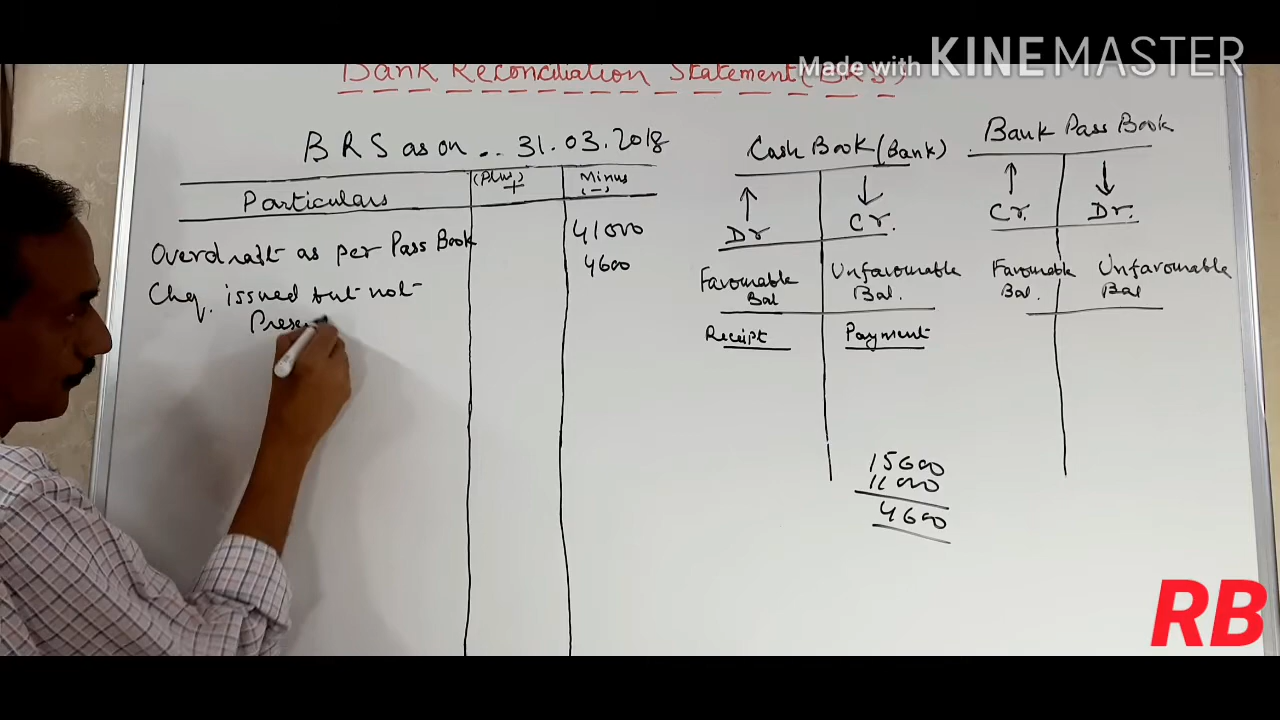 Made with KINEMASTER
Bank Reconciliation Statement (BRS)
BRS as on .. 31.03.2018
Particulars
(Plus)
+
Minus
(-)
Overdraft as per Pass Book
41000
4600
Chq. issued but not
Prese
Cash Book (Bank)
↑ ↓
Dr Cr.
Favourable
Bal
Unfavourable
Bal.
Receipt Payment
15600
11000
4600
Bank Pass Book
↑ ↓
Cr. Dr.
Favourable
Bal.
Unfavourable
Bal
RB